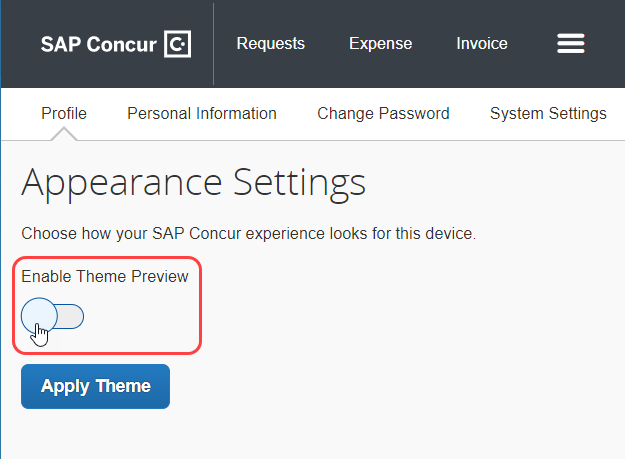 SAP Concur C Requests Expense Invoice
Profile Personal Information Change Password System Settings
Appearance Settings
Choose how your SAP Concur experience looks for this device.
Enable Theme Preview
Apply Theme